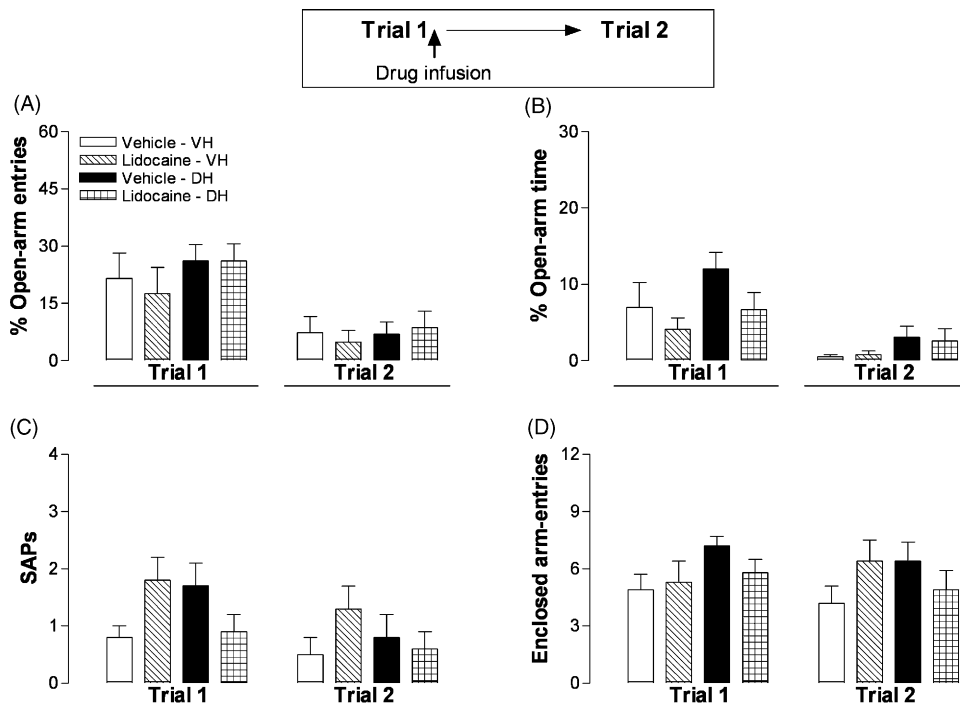 Trial 1 Trial 2
Drug infusion
(A)
% Open-arm entries
60
45
30
15
0
Vehicle - VH
Lidocaine - VH
Vehicle - DH
Lidocaine - DH
Trial 1 Trial 2
(B)
% Open-arm time
30
20
10
0
Trial 1 Trial 2
(C)
SAPs
4
3
2
1
0
Trial 1 Trial 2
(D)
Enclosed arm-entries
12
9
6
3
0
Trial 1 Trial 2